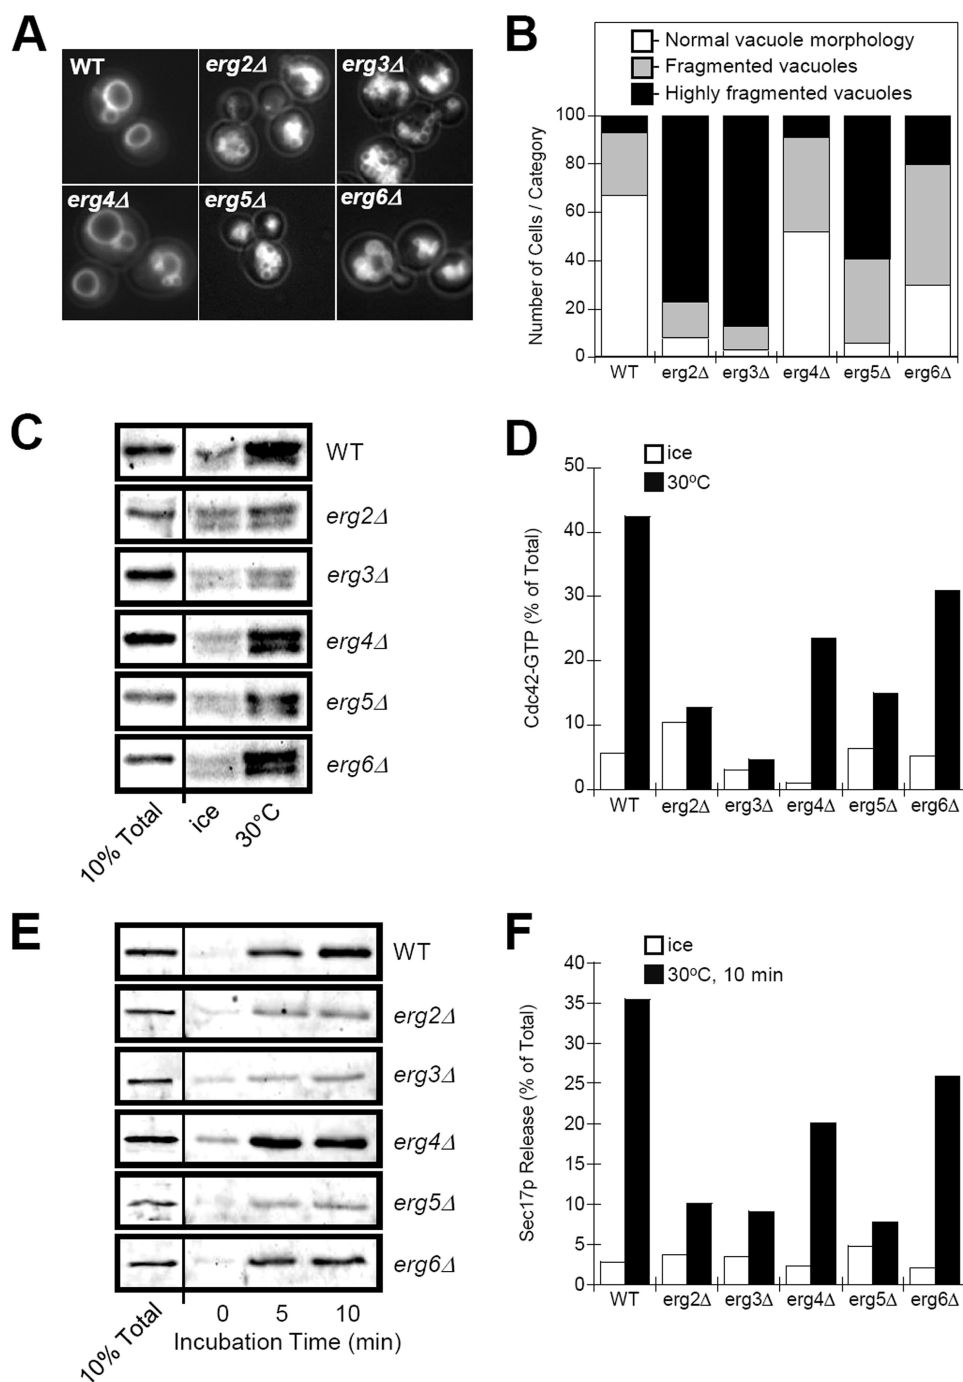 A
WT
erg2Δ
erg3Δ
erg4Δ
erg5Δ
erg6Δ
B
Normal vacuole morphology
Fragmented vacuoles
Highly fragmented vacuoles
Number of Cells / Category
100
80
60
40
20
0
WT erg2Δ erg3Δ erg4Δ erg5Δ erg6Δ
C
WT
erg2Δ
erg3Δ
erg4Δ
erg5Δ
erg6Δ
10% Total ice 30°C
D
ice
30°C
Cdc42-GTP (% of Total)
50
40
30
20
10
0
WT erg2Δ erg3Δ erg4Δ erg5Δ erg6Δ
E
WT
erg2Δ
erg3Δ
erg4Δ
erg5Δ
erg6Δ
10% Total 0 5 10
Incubation Time (min)
F
ice
30°C, 10 min
Sec17p Release (% of Total)
40
35
30
25
20
15
10
5
0
WT erg2Δ erg3Δ erg4Δ erg5Δ erg6Δ